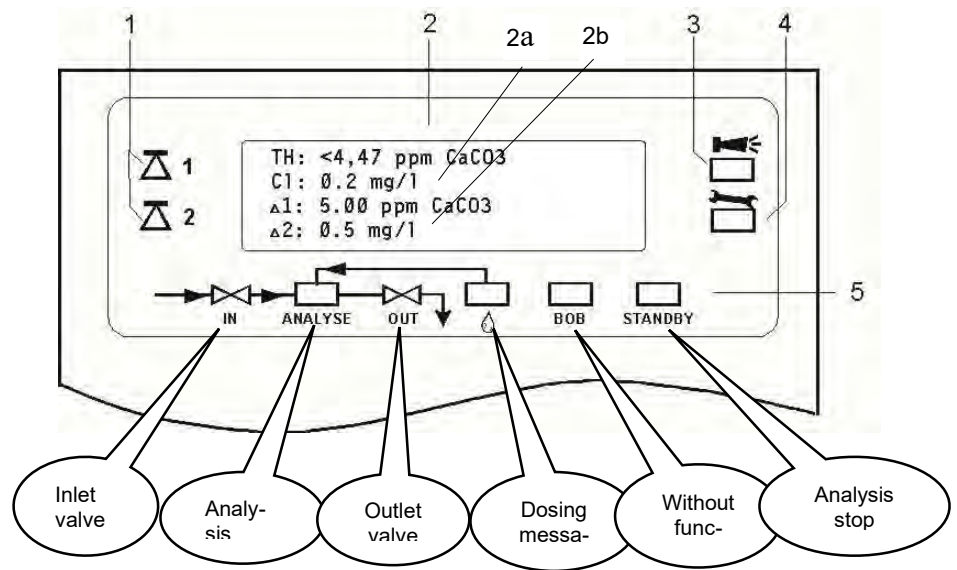 1
2
2a
2b
3
4
TH: <4,47 ppm CaCO3
Cl: 0.2 mg/l
△1: 5.00 ppm CaCO3
△2: 0.5 mg/l
1
2
5
IN
ANALYSE
OUT
BOB
STANDBY
Inlet
valve
Analy-
sis
Outlet
valve
Dosing
messa-
Without
func-
Analysis
stop